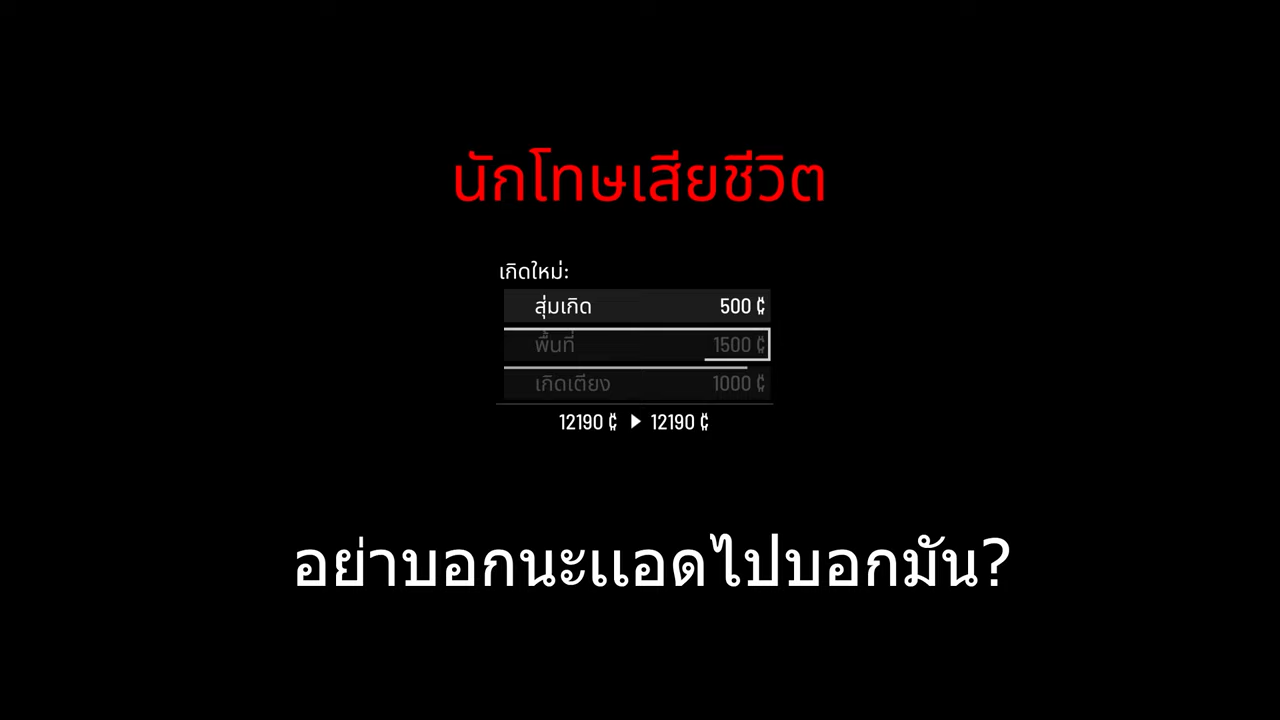 นักโทษเสียชีวิต
เกิดใหม่:
สุ่มเกิด 500 ₡
พื้นที่ 1500 ₡
เกิดเตียง 1000 ₡
12190 ₡ ▶ 12190 ₡
อย่าบอกนะแอดไปบอกมัน?